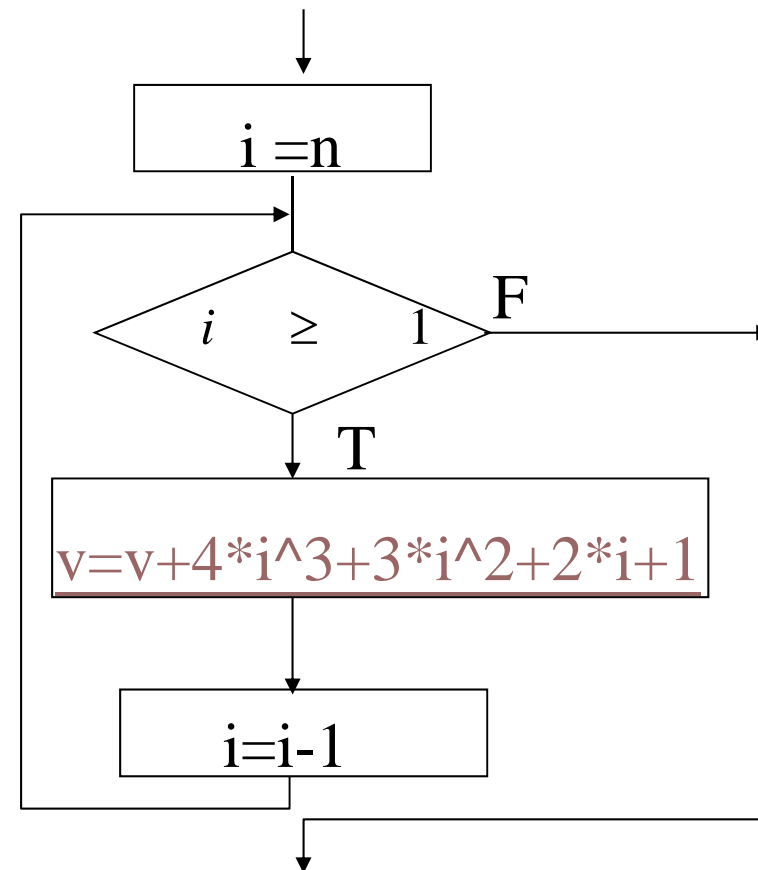 i =n
i ≥ 1
F
T
v=v+4*i^3+3*i^2+2*i+1
i=i-1